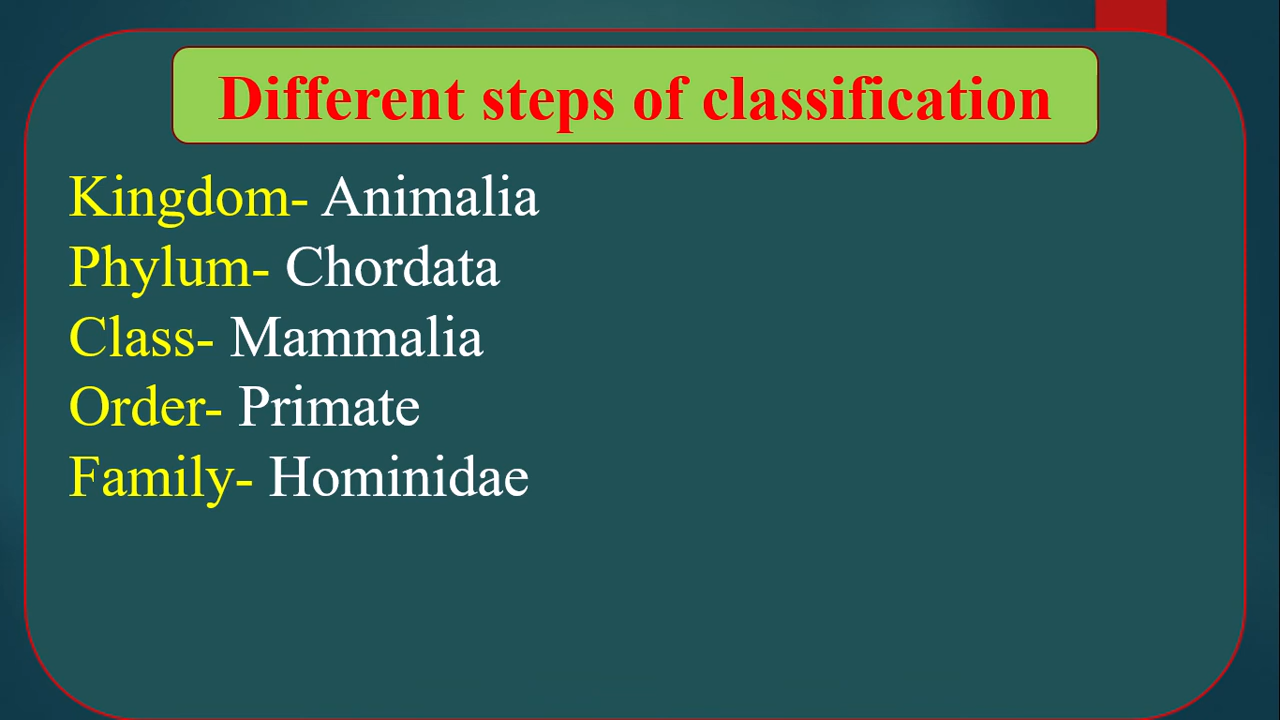 Different steps of classification
Kingdom- Animalia
Phylum- Chordata
Class- Mammalia
Order- Primate
Family- Hominidae